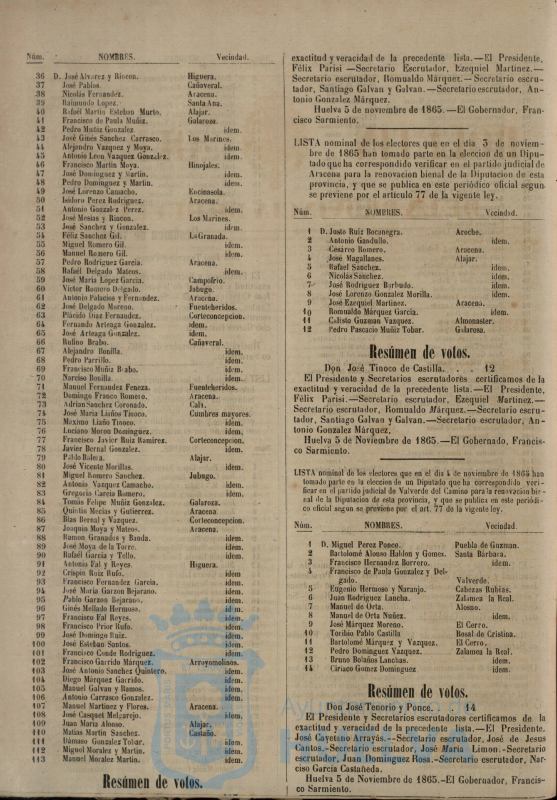 Núm. NOMBRES. Vecindad.
36 D. José Alvarez y Rincon. Higuera.
37 José Pablos. Cañaveral.
38 Nicolás Fernandez. Aracena.
39 Raimundo Lopez. Santa Ana.
40 Rafael Martin Esteban Murto. Alajar.
41 Francisco de Paula Muñiz. Galaroza.
42 Pedro Muñoz Gonzalez idem.
43 José Ginés Sanchez Carrasco. Los Marines.
44 Alejandro Vazquez y Moya. idem.
45 Antonio Leon Vazquez Gonzalez. idem.
46 Francisco Martin Moya. Hinojales.
47 José Dominguez y Martin. idem.
48 Pedro Dominguez y Martin. idem.
49 José Lorenzo Camacho. Encinasola.
50 Isidoro Perez Rodriguez. Aracena.
51 Antonio Gonzalez Perez. idem.
52 José Mesias y Rincon. Los Marines.
53 José Sanchez y Gonzalez. idem.
54 Féliz Sanchez Gil. La Granada.
55 Miguel Romero Gil. idem.
56 Manuel Romero Gil. idem.
57 Pedro Rodriguez Garcia. Aracena.
58 Rafaél Delgado Mateos. idem.
59 José Maria Lopez Garcia. Campofrio.
60 Victor Romero Delgado. Jabugo.
61 Antonio Palacios y Fernandez. Aracena.
62 José Delgado Moreno. Fuenteheridos.
63 Plácido Diaz Fernandez. Corteconcepcion.
64 Fernando Arteaga Gonzalez. idem.
65 José Arteaga Gonzalez. idem.
66 Rufino Brabo. Cañaveral.
67 Alejandro Bonilla. idem.
68 Pedro Parrillo. idem.
69 Francisco Muñiz Brabo. idem.
70 Narciso Bonilla. idem.
71 Manuel Fernandez Feneza. Fuenteheridos.
72 Domingo Franco Romero. Aracena.
73 Adrian Sanchez Coronado. Cala.
74 José Maria Liaños Tinoco. Cumbres mayores.
75 Maximo Liaño Tinoco. idem.
76 Luciano Moron Dominguez. idem.
77 Francisco Javier Ruiz Ramirez. Corteconcepcion.
78 Javier Bernal Gonzalez. idem.
79 Pablo Balera. Alajar.
80 José Vicente Morillas. idem.
81 Miguel Romero Sanchez. Jabugo.
82 Antonio Vazquez Camacho. idem.
83 Gregorio Garcia Romero. idem.
84 Tomás Felipe Muñiz Gonzalez. Galaroza.
85 Quintin Mecias y Gutierrez. Aracena
86 Blas Bernal y Vazquez. Corteconcepcion.
87 Joaquin Moya y Mateos. Aracena.
88 Ramon Granados y Banda. idem.
89 José Moya de la Torre. idem.
90 Rafaél Garcia y Tello. idem.
91 Antonio Fal y Reyes. Higuera.
92 Crispin Ruiz Rufo. idem.
93 Francisco Fernandez Garcia. idem.
94 José Maria Garzon Bejarano. idem.
95 Pablo Garzon Bejarano. idem.
96 Ginés Mellado Hermoso. idem.
97 Francisco Fal Reyes. idem.
98 Francisco Prior Rufo. idem.
99 José Domingo Ruiz. idem.
100 José Esteban Santos. idem.
101 Francisco Conde Rodriguez. idem.
102 Francisco Garrido Márquez. Arroyomolinos.
103 José Antonio Sanchez Quintero. idem.
104 Diego Márquez Garrido. idem.
105 Manuel Galvan y Ramos. idem.
106 Antonio Carrasco Gonzalez. idem.
107 Manuel Martinez y Flores. Aracena.
108 José Casquet Melgarejo. idem.
109 Juan Maria Alonso. Alajar.
110 Matias Martin Sanchez. Castaño.
111 Dámaso Gonzalez Tobar. idem.
112 Miguel Moralez y Martin. idem.
113 Manuel Moralez Martin. idem.
Resúmen de votos.
exactitud y veracidad de la precedente lista.—El Presidente,
Félix Parisi —Secretario Escrutador, Ezequiel Martinez.—
Secretario escrutador, Romualdo Márquez.—Secretario escru-
tador, Santiago Galvan y Galvan.—Secretario escrutador, An-
tonio Gonzalez Márquez.
Huelva 5 de noviembre de 1865.—El Gobernador, Fran-
cisco Sarmiento.
LISTA nominal de los electores que en el dia 5 de noviem-
bre de 1865 han tomado parte en la eleccion de un Dipu-
tado que ha correspondido verificar en el partido judicial de
Aracena para la renovacion bienal de la Diputacion de esta
provincia, y que se publica en este periódico oficial segun
se previene por el artículo 77 de la vigente ley.
Núm. NOMBRES. Vecindad.
1 D. Justo Ruiz Bocanegra. Aroche.
2 Antonio Gandullo. idem.
3 Cesáreo Romero. Aracena.
4 José Magallanes. Alajar.
5 Rafael Sanchez. idem.
6 Nicolás Sanchez. idem.
7 José Rodriguez Barbudo. idem.
8 José Lorenzo Gonzalez Morilla. idem.
9 José Ezequiel Martinez. Aracena.
10 Romualdo Márquez Garcia. idem.
11 Calisto Guzman Vazquez. Almonaster.
12 Pedro Pascacio Muñiz Tobar. Galarosa.
Resúmen de votos.
Don José Tinoco de Castilla. . . 12
El Presidente y Secretarios escrutadores certificamos de la
exactitud y veracidad de la precedente lista.—El Presidente,
Félix Parisi.—Secretario escrutador, Ezequiel Martinez.—
Secretario escrutador, Romualdo Márquez.—Secretario escru-
tador, Santiago Galvan y Galvan.—Secretario escrutador, An-
tonio Gonzalez Márquez.
Huelva 5 de Noviembre de 1865.—El Gobernado, Francis-
co Sarmiento.
LISTA nominal de los electores que en el dia 4 de noviembre de 1865 han
tomado parte en la eleccion de un Diputado que ha correspondido veri-
ficar en el partido judicial de Valverde del Camino para la renovacion bie-
nal de la Diputacion de esta provincia, y que se publica en este periódi-
co oficial segun se previene por el art. 77 de la vigente ley.
Núm. NOMBRES. Vecindad
1 D. Miguel Perez Ponce. Puebla de Guzman.
2 Bartolomé Alonso Haldon y Gomez. Santa Bárbara.
3 Francisco Hernandez Borrero. idem.
4 Francisco de Paula Gonzalez y Del-
gado. Valverde.
5 Eugenio Hermoso y Naranjo. Cabezas Rubias.
6 Juan Rodriguez Lancha. Zalamea la Real.
7 Manuel de Orta. Alosno.
8 Manuel de Orta Nuñez. idem.
9 José Márquez Moreno. El Cerro.
10 Toribio Pablo Castilla Rosal de Cristina.
11 Bartolomé Márquez y Vazquez. El Cerro.
12 Pedro Dominguez Vazquez. Zalamea la Real.
13 Bruno Bolaños Lanchas. idem.
14 Ciriaco Gomez Dominguez idem.
Resúmen de votos.
Don José Tenorio y Ponce. . . 14
El Presidente y Secretarios escrutadores certificamos de la
exactitud y veracidad de la precedente lista.—El Presidente.
José Cayetano Arrayás.—Secretario escrutador, José de Jesus
Cantos.-Secretario escrutador, José Maria Limon.-Secretario
escrutador, Juan Dominguez Rosa.-Secretario escrutador, Nar-
ciso García Castañeda.
Huelva 5 de Noviembre de 1865.-El Gobernador, Francis-
co Sarmiento.